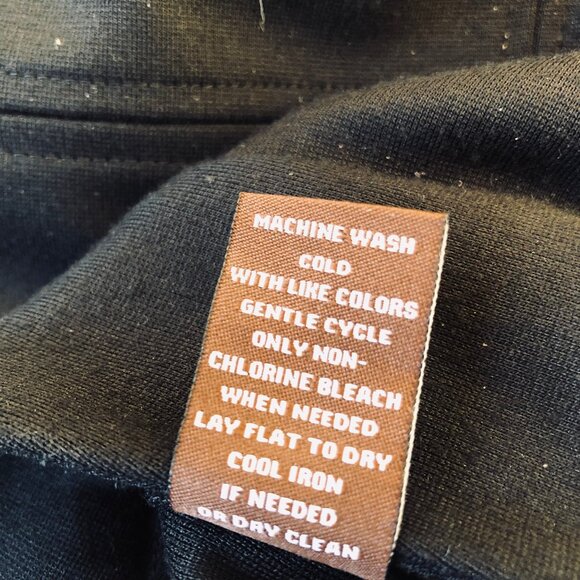 MACHINE WASH
COLD
WITH LIKE COLORS
GENTLE CYCLE
ONLY NON-
CHLORINE BLEACH
WHEN NEEDED
LAY FLAT TO DRY
COOL IRON
IF NEEDED
OR DRY CLEAN